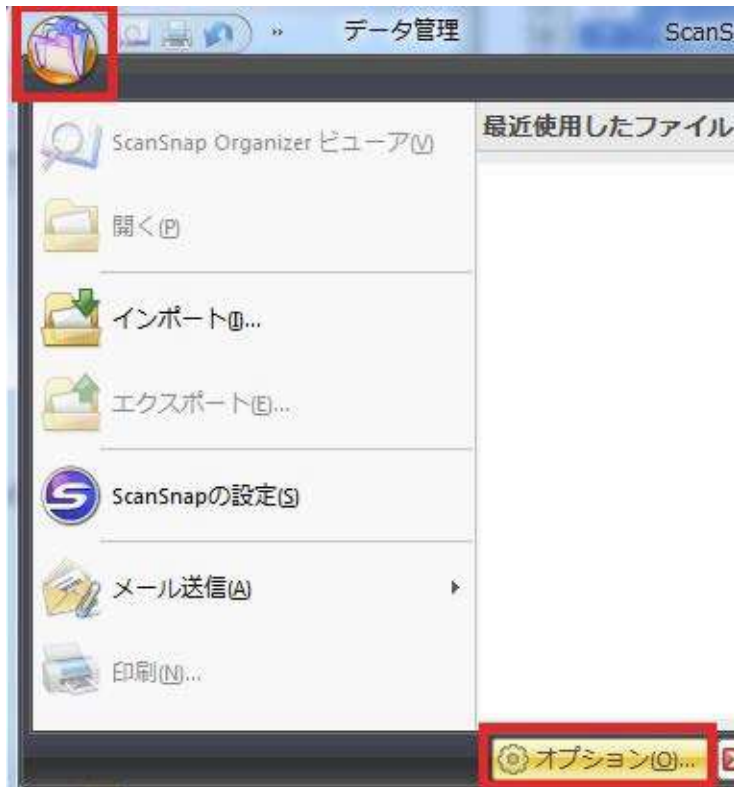 データ管理
ScanS
最近使用したファイル
ScanSnap Organizer ビューア(V)
開く(P)
インポート(I)...
エクスポート(E)...
ScanSnapの設定(S)
メール送信(A)
印刷(N)...
オプション(O)...